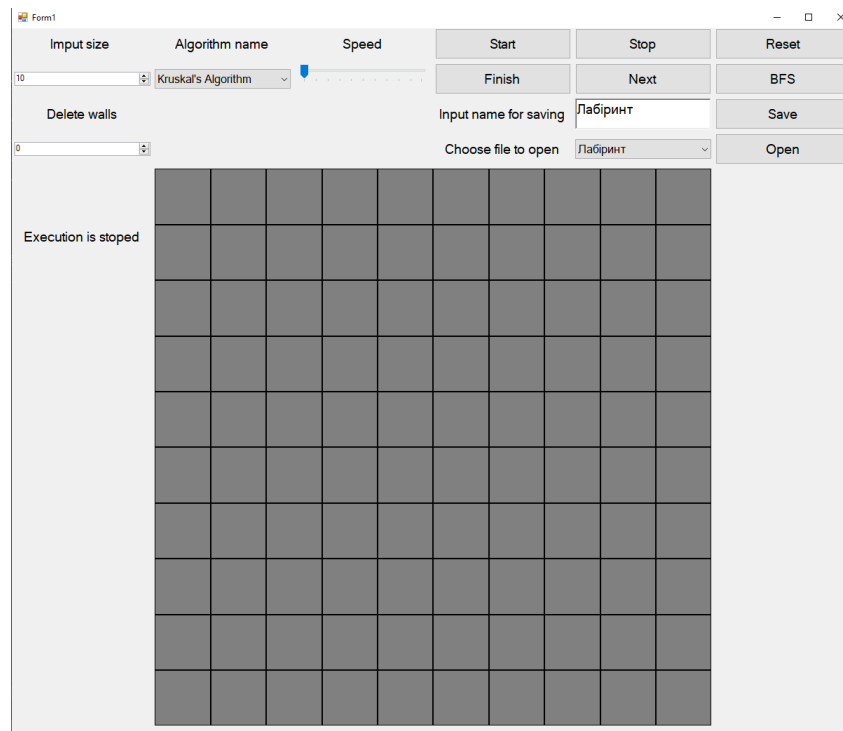 Form1
Imput size
Algorithm name
Speed
Start
Stop
Reset
10
Kruskal's Algorithm
Finish
Next
BFS
Delete walls
Input name for saving
Лабіринт
Save
0
Choose file to open
Лабіринт
Open
Execution is stoped